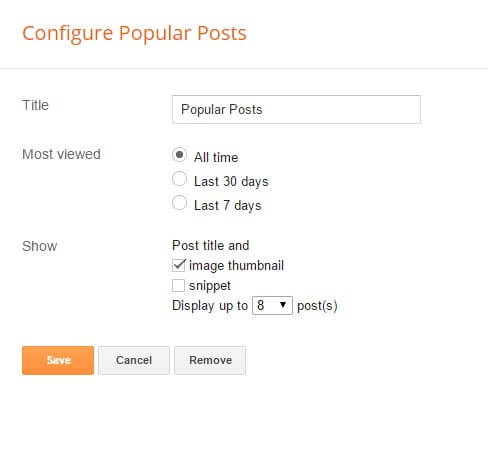 Configure Popular Posts
Title Popular Posts
Most viewed All time
Last 30 days
Last 7 days
Show Post title and
image thumbnail
snippet
Display up to 8 post(s)
Save Cancel Remove